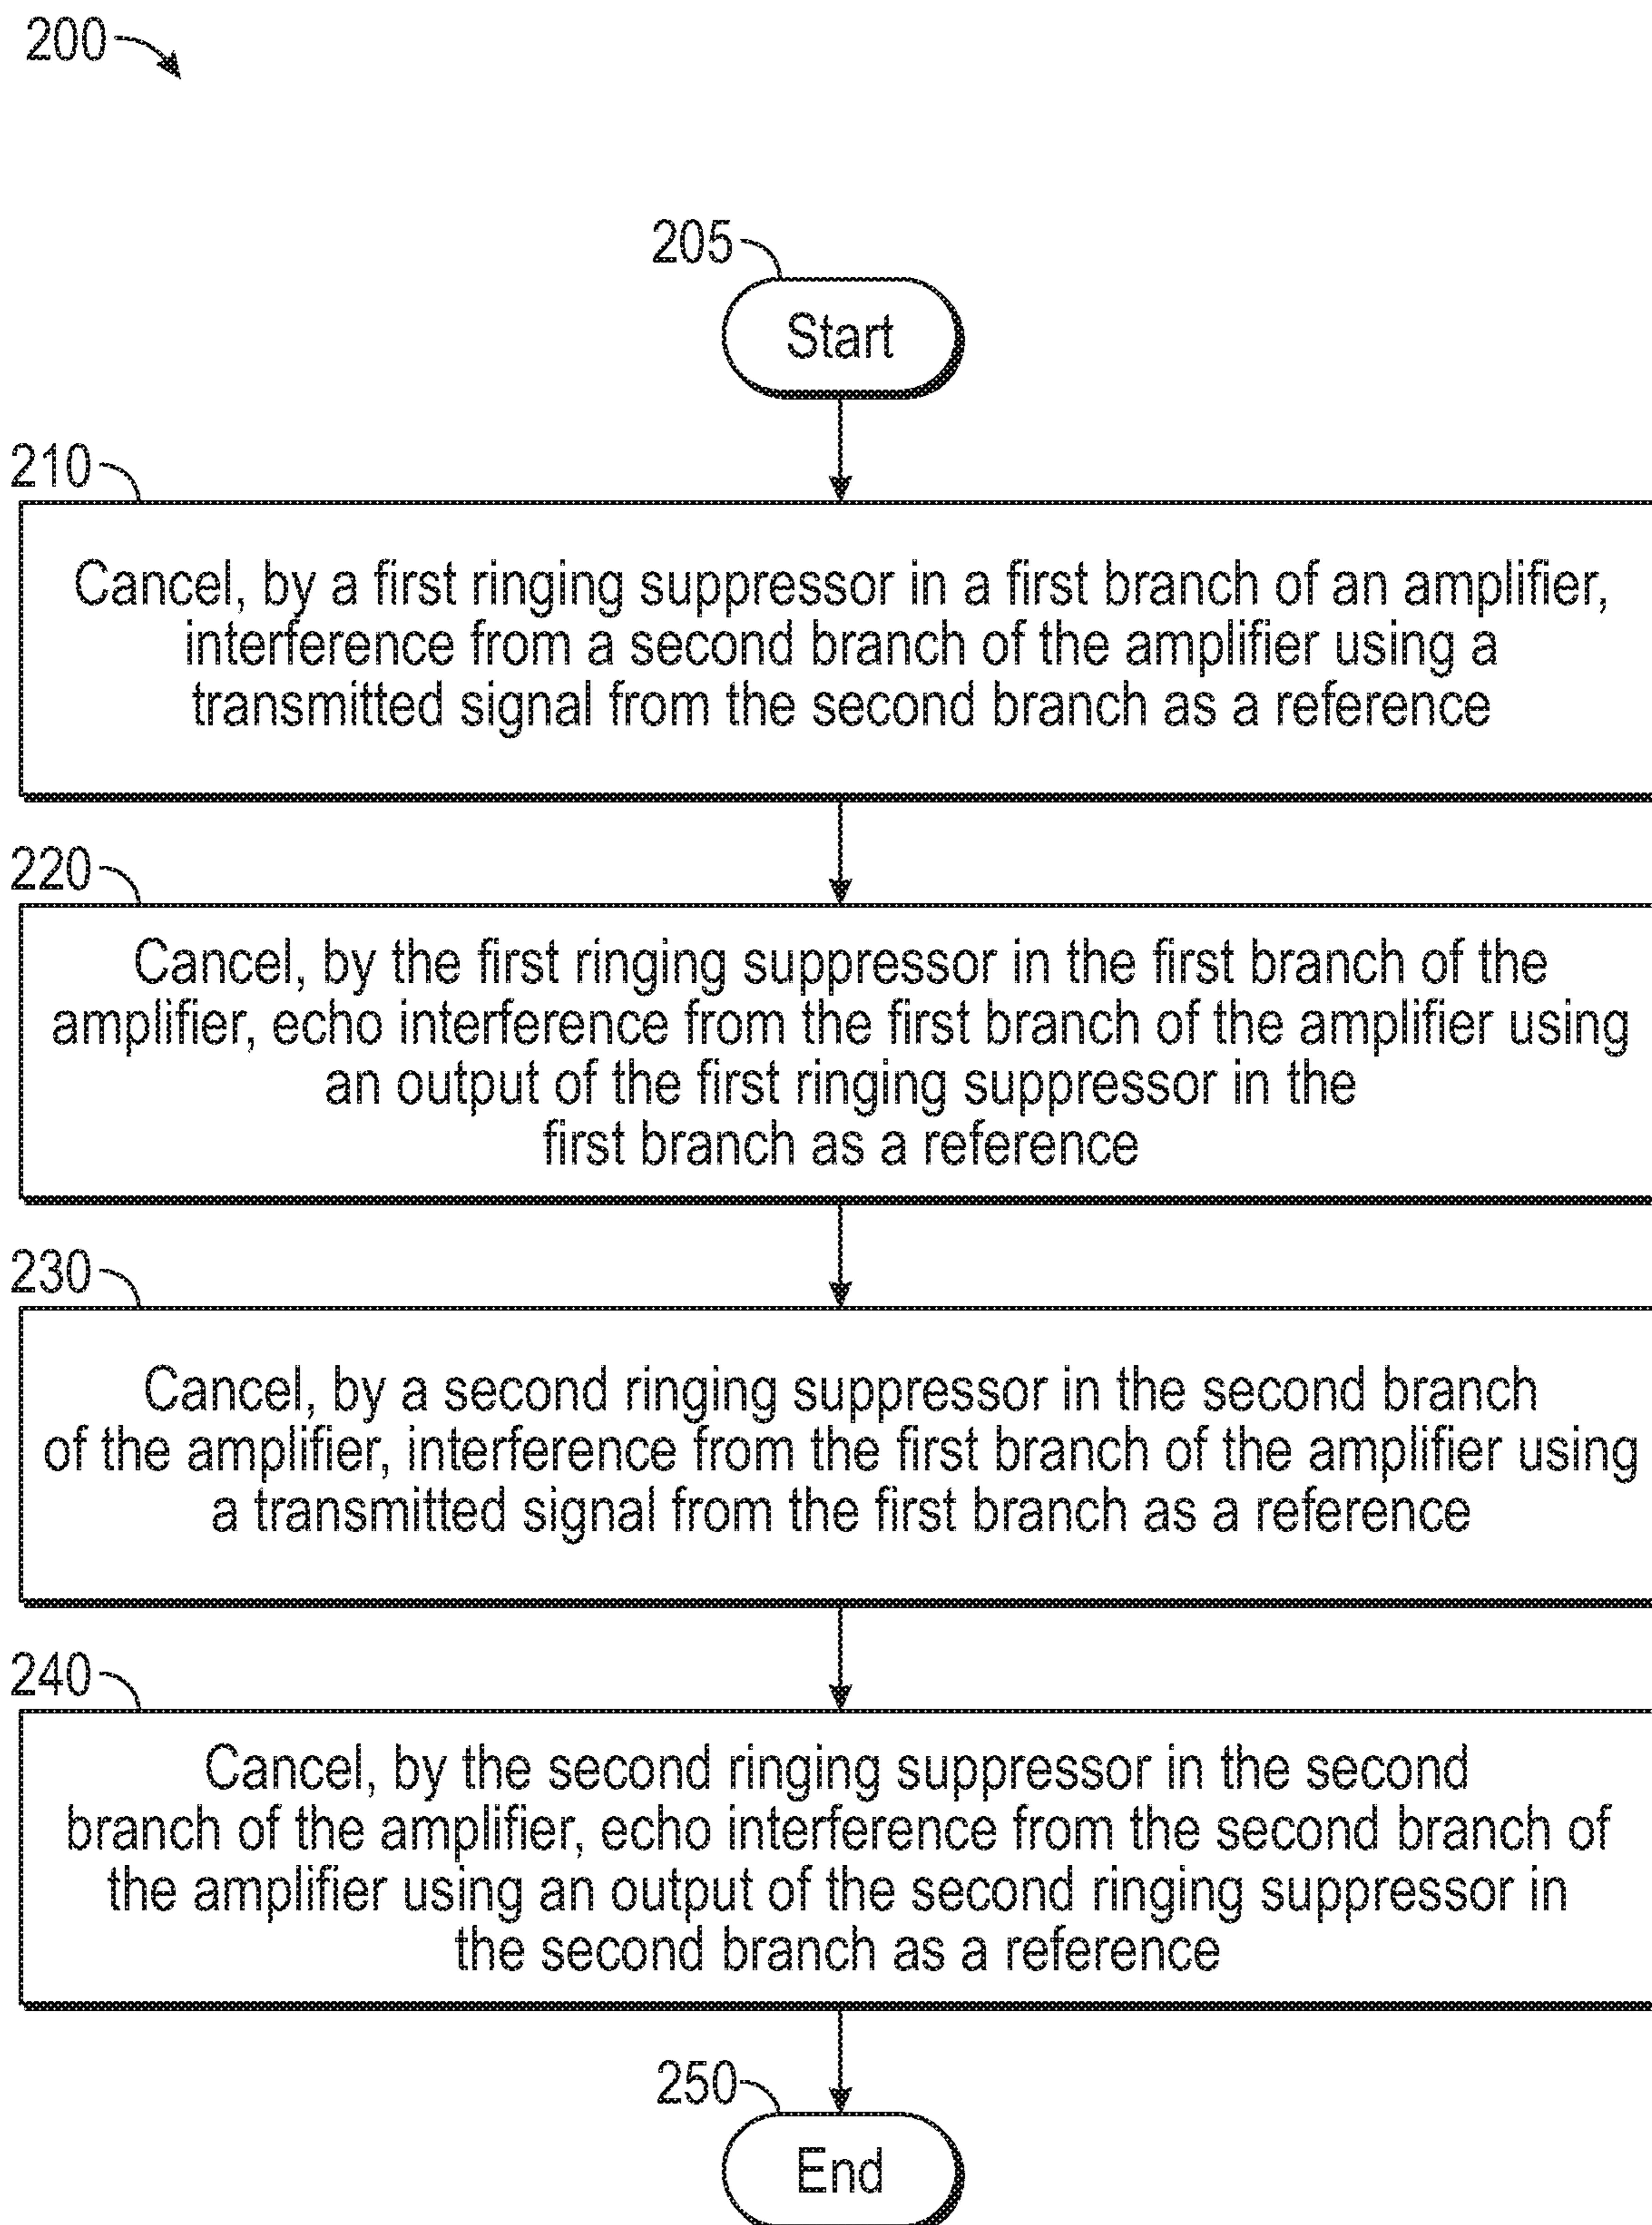 200
205
Start
210
Cancel, by a first ringing suppressor in a first branch of an amplifier,
interference from a second branch of the amplifier using a
transmitted signal from the second branch as a reference
220
Cancel, by the first ringing suppressor in the first branch of the
amplifier, echo interference from the first branch of the amplifier using
an output of the first ringing suppressor in the
first branch as a reference
230
Cancel, by a second ringing suppressor in the second branch
of the amplifier, interference from the first branch of the amplifier using
a transmitted signal from the first branch as a reference
240
Cancel, by the second ringing suppressor in the second
branch of the amplifier, echo interference from the second branch of
the amplifier using an output of the second ringing suppressor in
the second branch as a reference
250
End